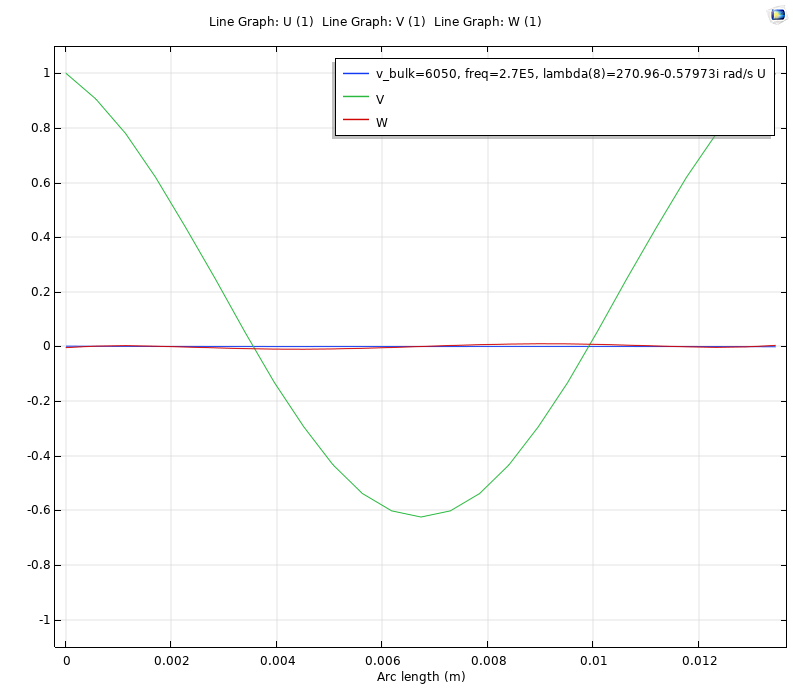 Line Graph: U (1)  Line Graph: V (1)  Line Graph: W (1)
v_bulk=6050, freq=2.7E5, lambda(8)=270.96-0.57973i rad/s U
V
W
1
0.8
0.6
0.4
0.2
0
-0.2
-0.4
-0.6
-0.8
-1
0 0.002 0.004 0.006 0.008 0.01 0.012
Arc length (m)